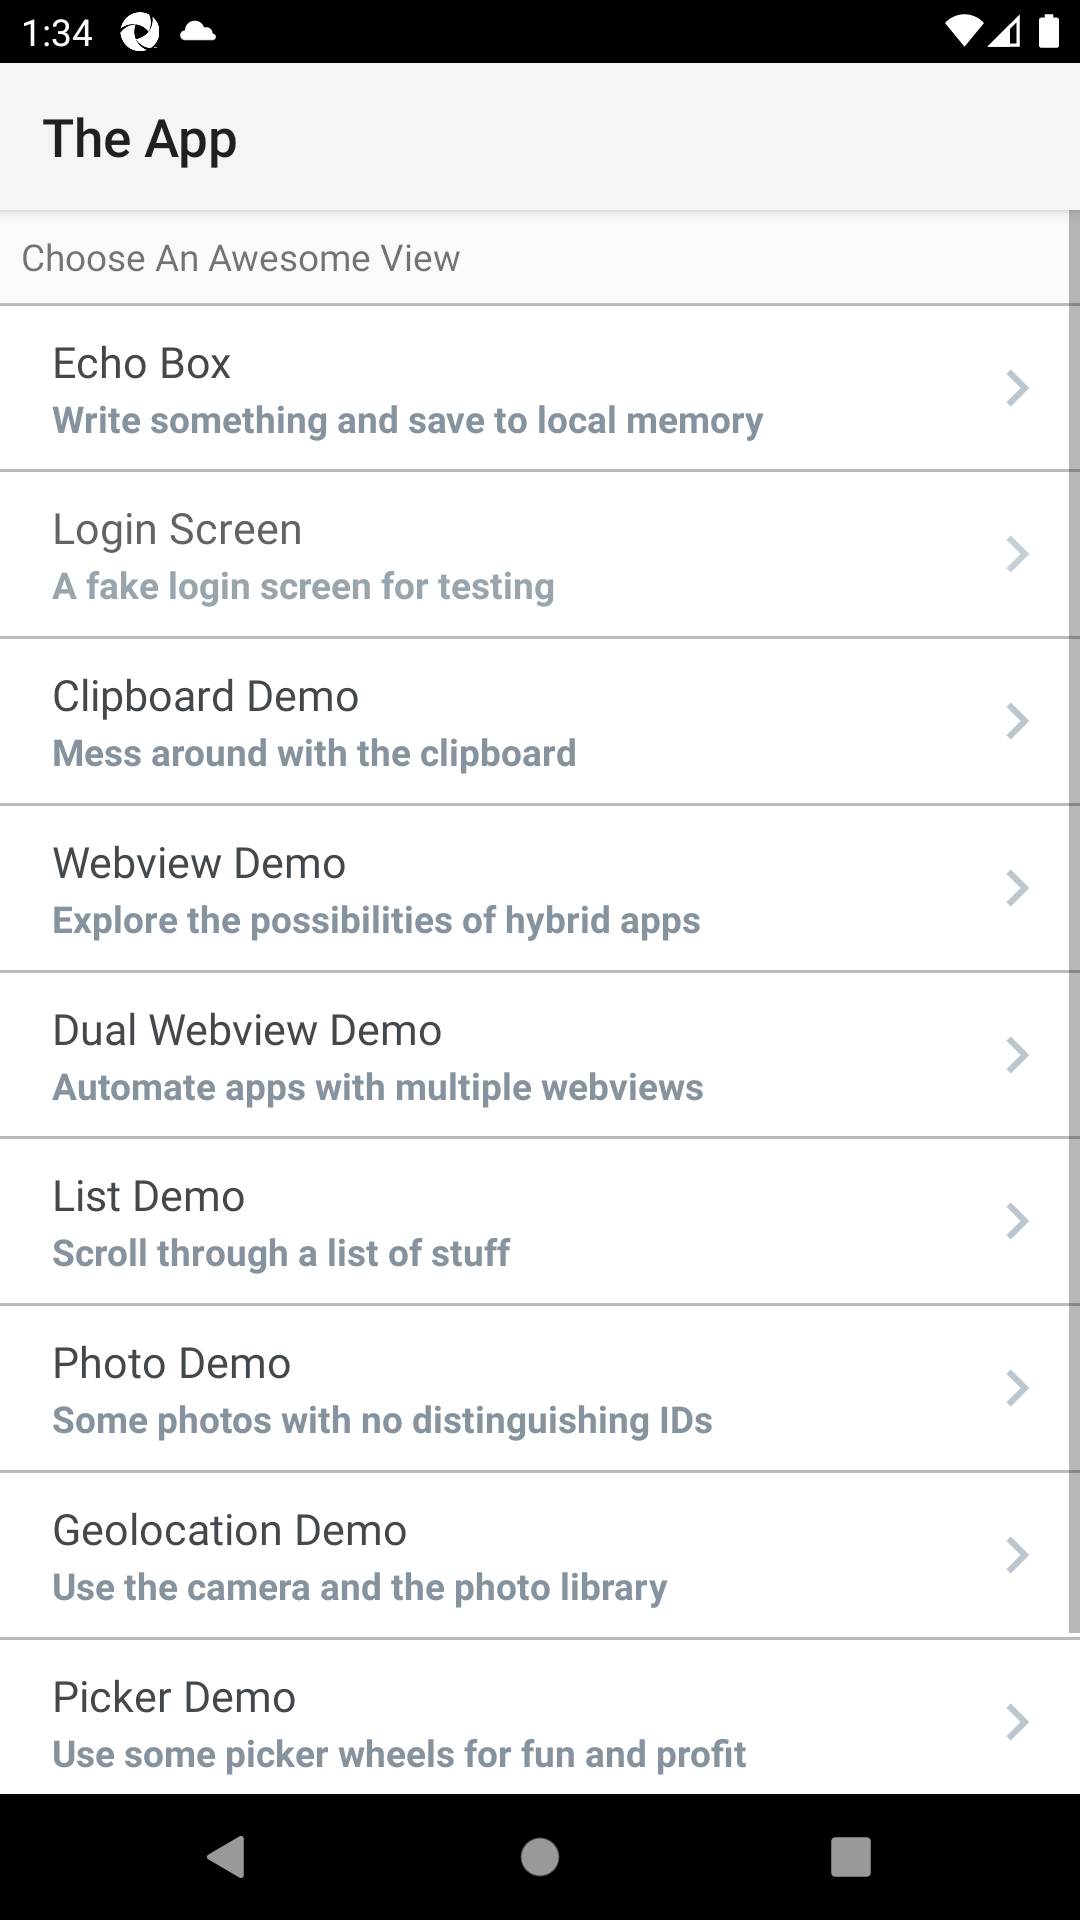 1:34
The App
Choose An Awesome View
Echo Box
Write something and save to local memory
Login Screen
A fake login screen for testing
Clipboard Demo
Mess around with the clipboard
Webview Demo
Explore the possibilities of hybrid apps
Dual Webview Demo
Automate apps with multiple webviews
List Demo
Scroll through a list of stuff
Photo Demo
Some photos with no distinguishing IDs
Geolocation Demo
Use the camera and the photo library
Picker Demo
Use some picker wheels for fun and profit